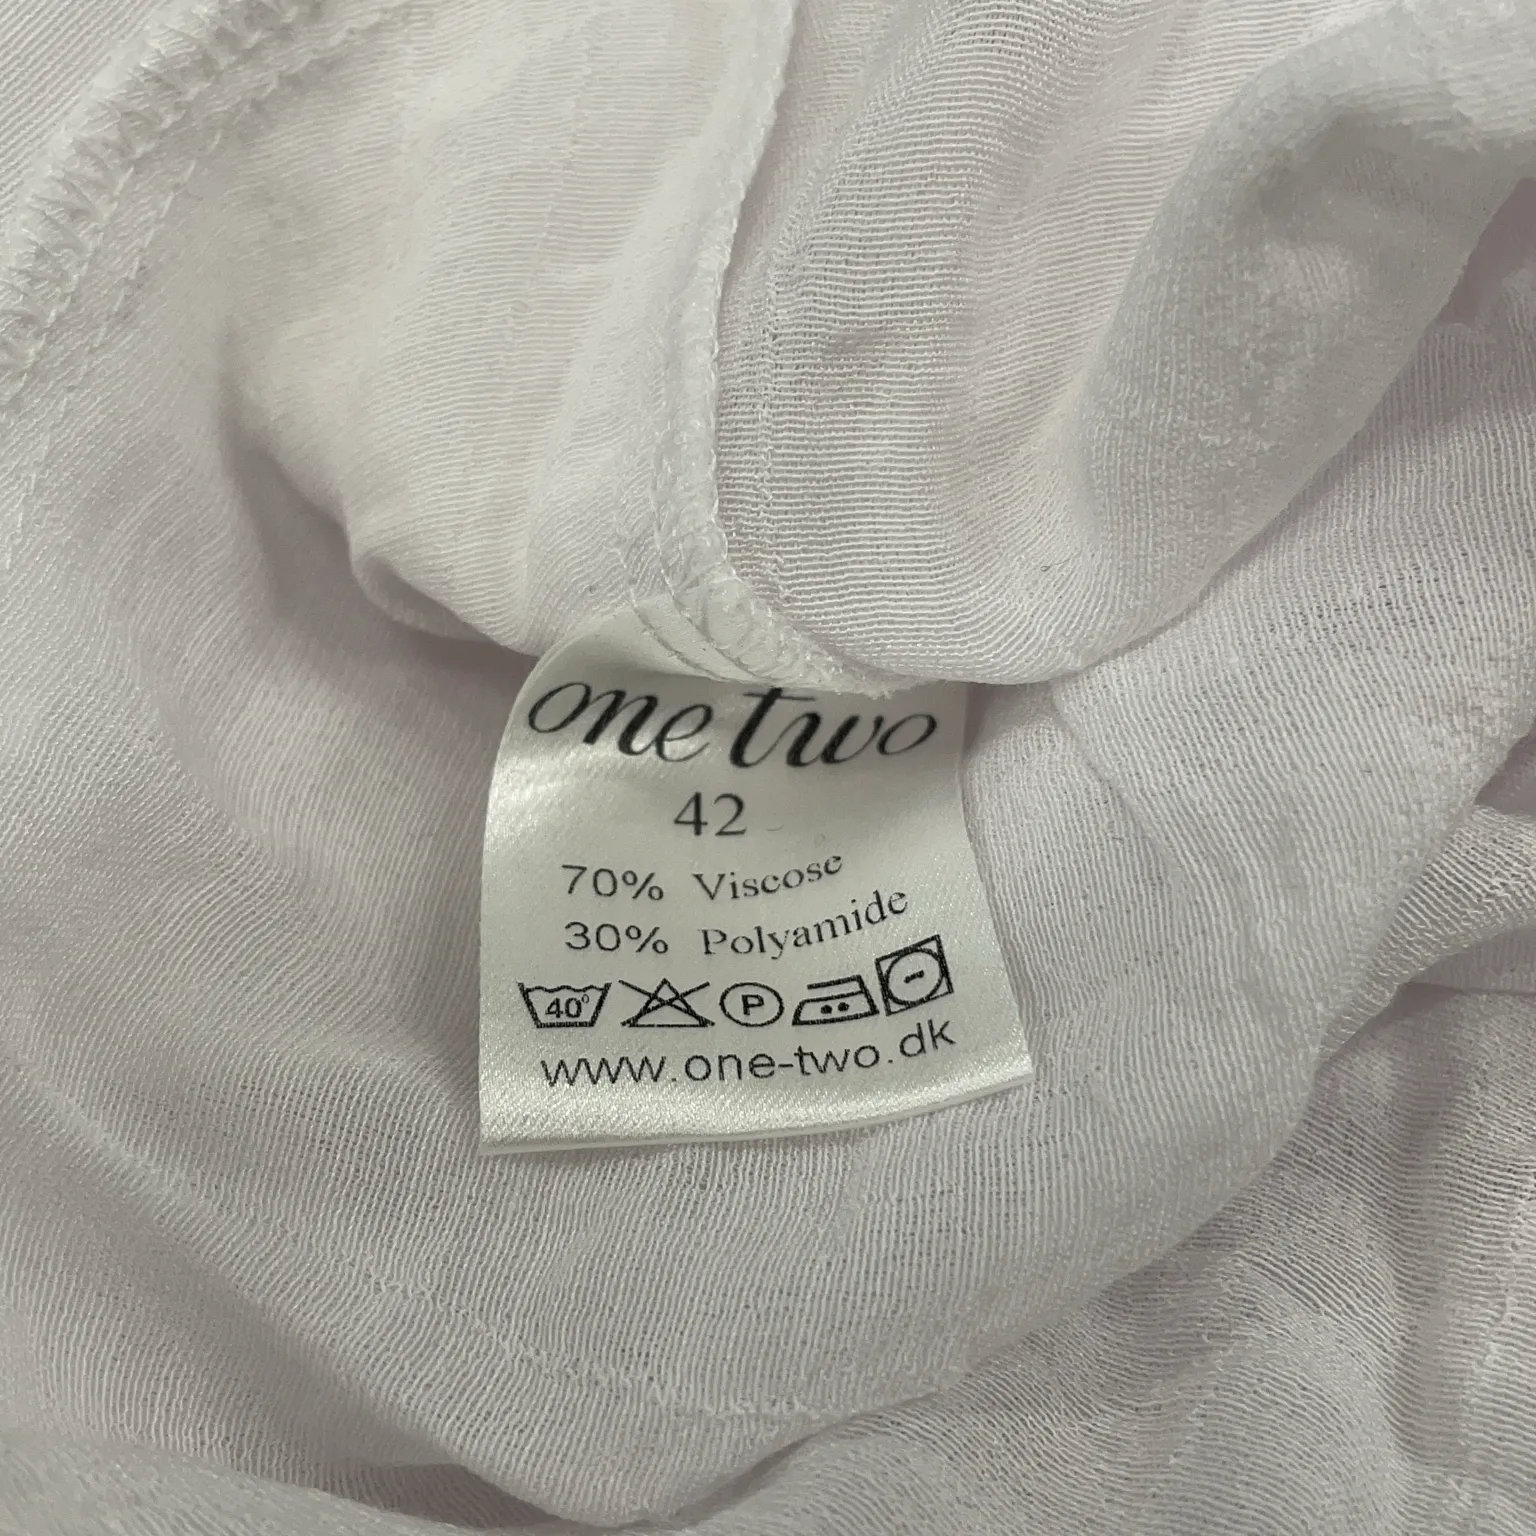 one two
42
70% Viscose
30% Polyamide
40° P
www.one-two.dk